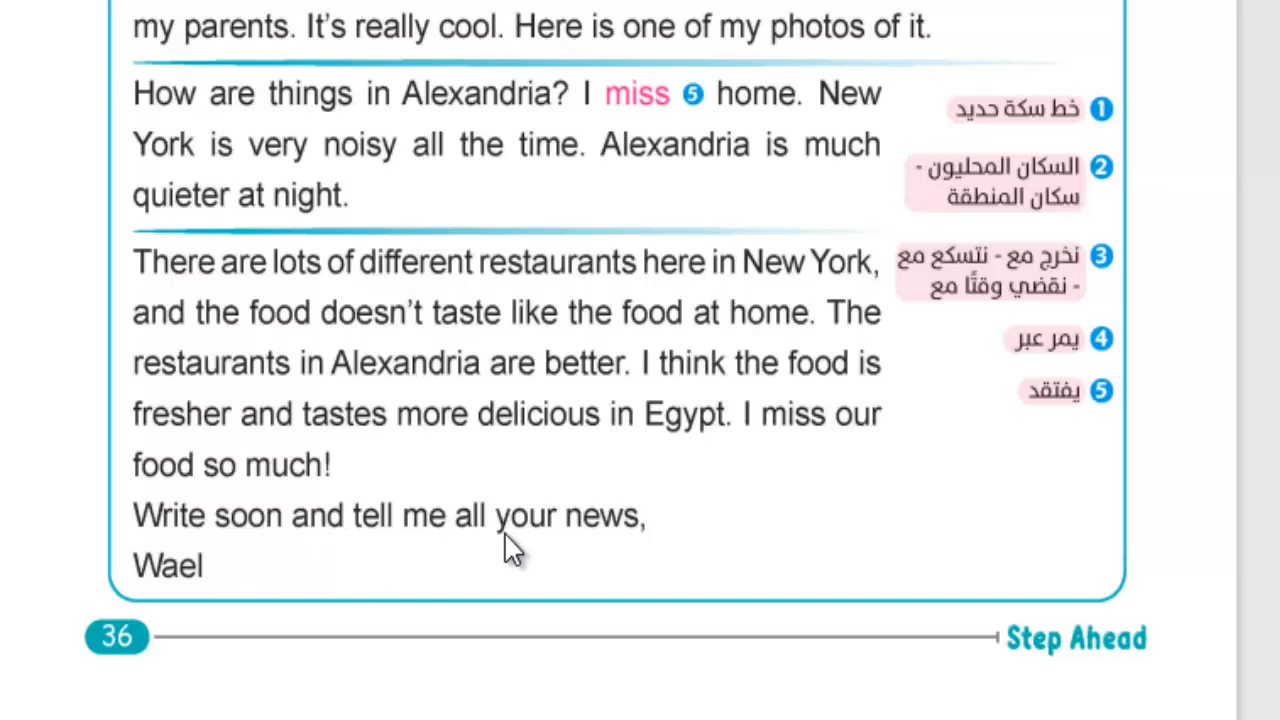 my parents. It's really cool. Here is one of my photos of it.
How are things in Alexandria? I miss 5 home. New
York is very noisy all the time. Alexandria is much
quieter at night.
There are lots of different restaurants here in New York,
and the food doesn't taste like the food at home. The
restaurants in Alexandria are better. I think the food is
fresher and tastes more delicious in Egypt. I miss our
food so much!
Write soon and tell me all your news,
Wael
1 خط سكة حديد
2 السكان المحليون -
سكان المنطقة
3 نخرج مع - نتسكع مع
- نقضي وقتًا مع
4 يمر عبر
5 يفتقد
36
Step Ahead